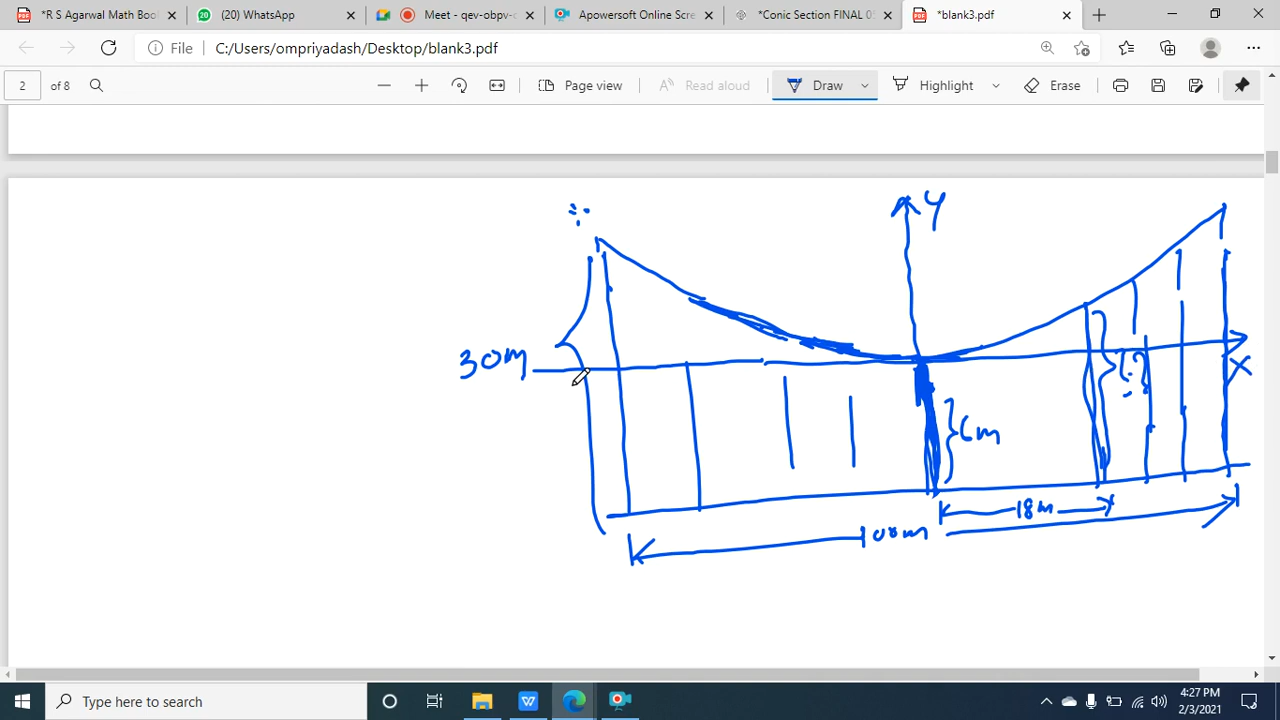 *R S Agarwal Math Boo
(20) WhatsApp
Meet - qev-obpv-c
Apowersoft Online Scre
*Conic Section FINAL 05
*blank3.pdf
File
C:/Users/ompriyadash/Desktop/blank3.pdf
2 of 8
Page view
Read aloud
Draw
Highlight
Erase
Y
30m
X
?
6m
18m
100m
Type here to search
4:27 PM
2/3/2021